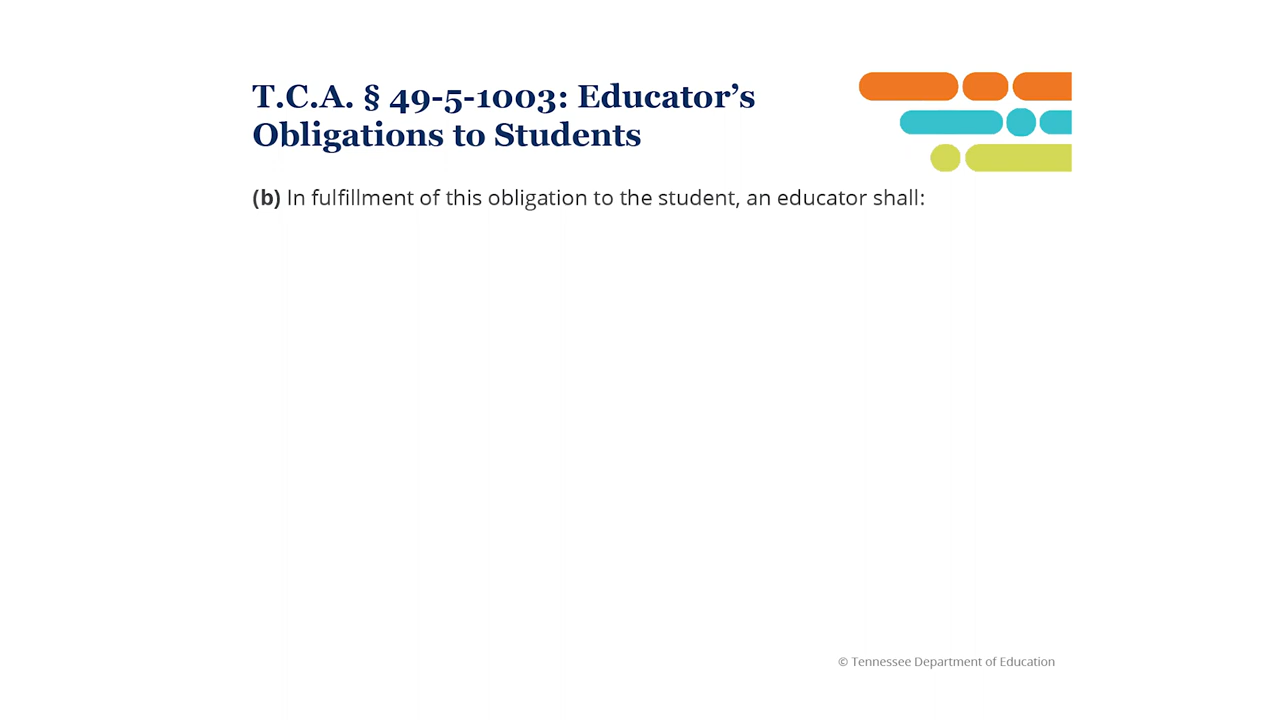 T.C.A. § 49-5-1003: Educator’s
Obligations to Students
(b) In fulfillment of this obligation to the student, an educator shall:
© Tennessee Department of Education